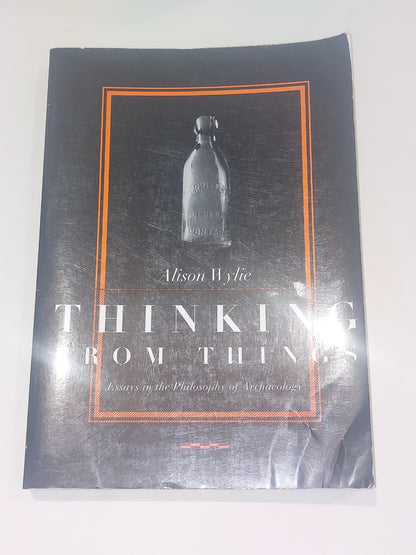 Alison Wylie
THINKING
FROM THINGS
Essays in the Philosophy of Archaeology